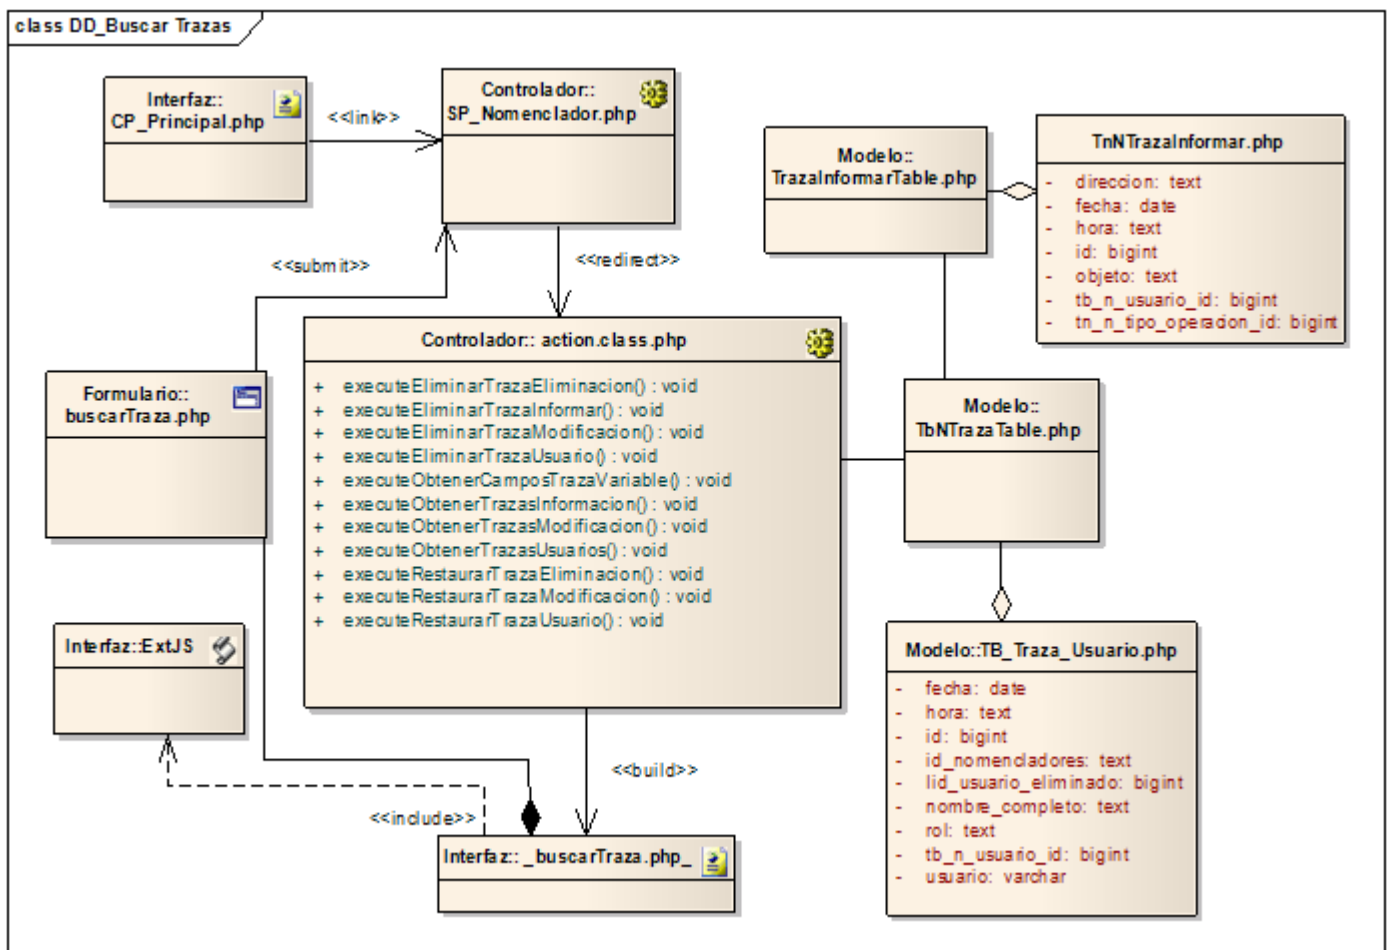 class DD_Buscar Trazas
Interfaz::
CP_Principal.php
<<link>>
Controlador::
SP_Nomenclador.php
Modelo::
TrazaInformarTable.php
TnNTrazaInformar.php
- direccion: text
- fecha: date
- hora: text
- id: bigint
- objeto: text
- tb_n_usuario_id: bigint
- tn_n_tipo_operacion_id: bigint
<<submit>>
<<redirect>>
Controlador:: action.class.php
+ executeEliminarTrazaEliminacion() : void
+ executeEliminarTrazaInformar() : void
+ executeEliminarTrazaModificacion() : void
+ executeEliminarTrazaUsuario() : void
+ executeObtenerCamposTrazaVariable() : void
+ executeObtenerTrazasInformacion() : void
+ executeObtenerTrazasModificacion() : void
+ executeObtenerTrazasUsuarios() : void
+ executeRestaurarTrazaEliminacion() : void
+ executeRestaurarTrazaModificacion() : void
+ executeRestaurarTrazaUsuario() : void
Formulario::
buscarTraza.php
Modelo::
TbNTrazaTable.php
Interfaz::ExtJS
Modelo::TB_Traza_Usuario.php
- fecha: date
- hora: text
- id: bigint
- id_nomencladores: text
- lid_usuario_eliminado: bigint
- nombre_completo: text
- rol: text
- tb_n_usuario_id: bigint
- usuario: varchar
<<build>>
<<include>>
Interfaz:: _buscarTraza.php_